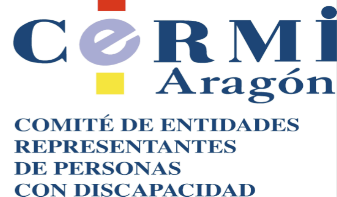 CeRMi
Aragón
COMITÉ DE ENTIDADES
REPRESENTANTES
DE PERSONAS
CON DISCAPACIDAD